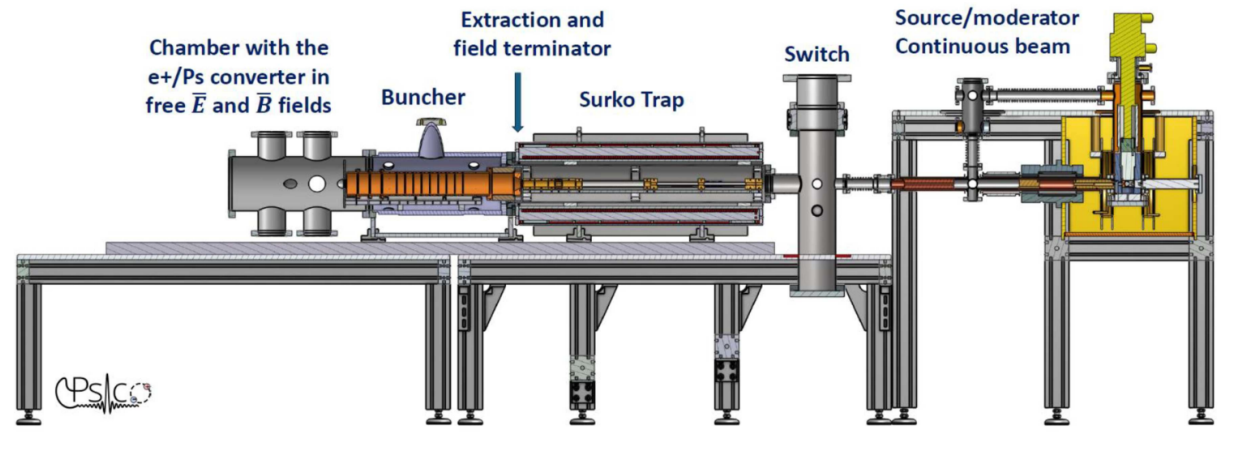 Chamber with the
e+/Ps converter in
free E̅ and B̅ fields
Buncher
Extraction and
field terminator
Surko Trap
Switch
Source/moderator
Continuous beam
PsICO